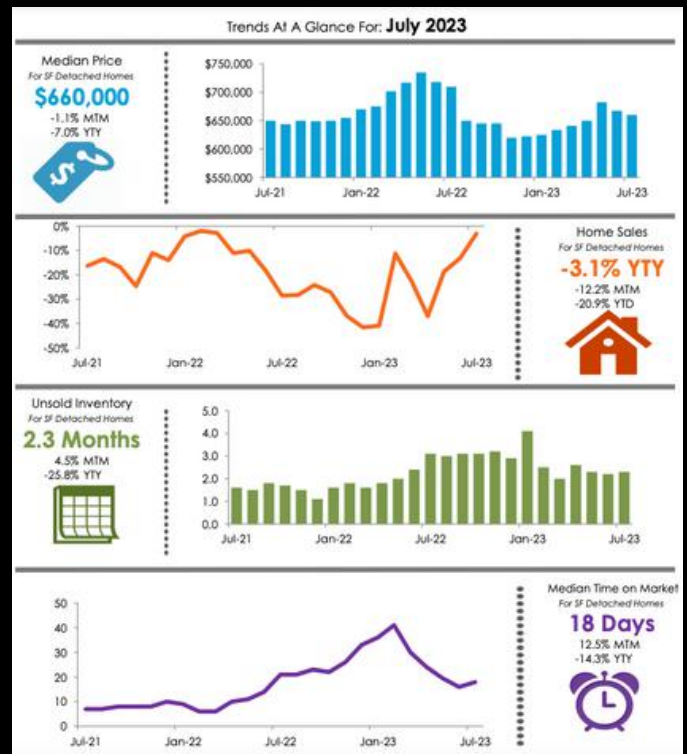 Trends At A Glance For: July 2023
Median Price
For SF Detached Homes
$660,000
-1.1% MTM
-7.0% YTY
$
$750,000
$700,000
$650,000
$600,000
$550,000
Jul-21 Jan-22 Jul-22 Jan-23 Jul-23
0%
-10%
-20%
-30%
-40%
-50%
Jul-21 Jan-22 Jul-22 Jan-23 Jul-23
Home Sales
For SF Detached Homes
-3.1% YTY
-12.2% MTM
-20.9% YTD
Unsold Inventory
For SF Detached Homes
2.3 Months
4.5% MTM
-25.8% YTY
5.0
4.0
3.0
2.0
1.0
0.0
Jul-21 Jan-22 Jul-22 Jan-23 Jul-23
50
40
30
20
10
0
Jul-21 Jan-22 Jul-22 Jan-23 Jul-23
Median Time on Market
For SF Detached Homes
18 Days
12.5% MTM
-14.3% YTY